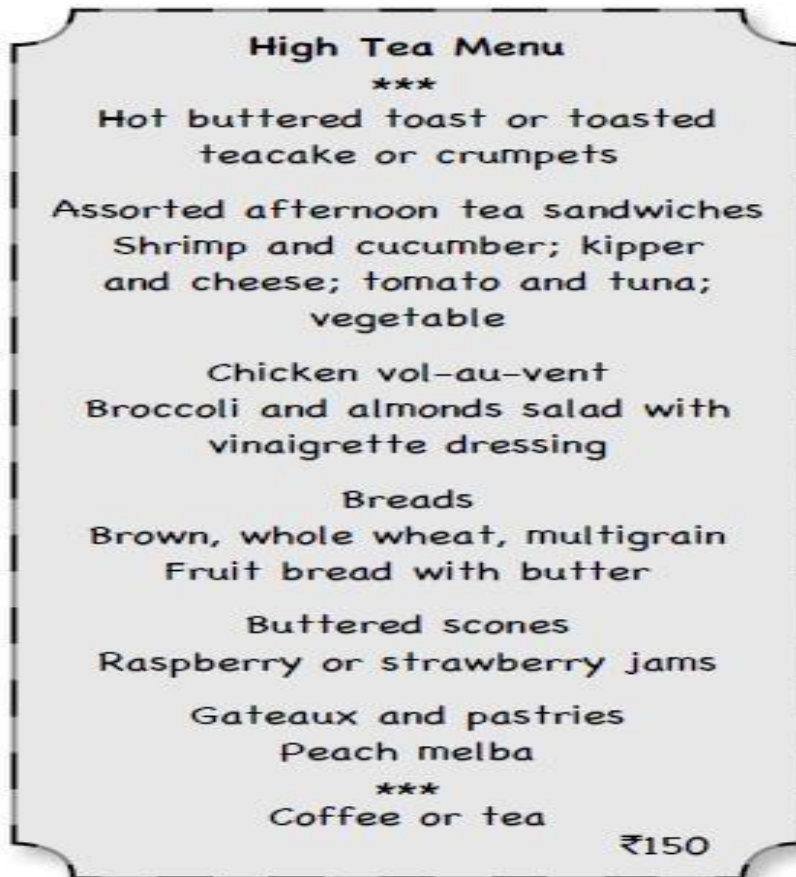 High Tea Menu
***
Hot buttered toast or toasted
teacake or crumpets
Assorted afternoon tea sandwiches
Shrimp and cucumber; kipper
and cheese; tomato and tuna;
vegetable
Chicken vol-au-vent
Broccoli and almonds salad with
vinaigrette dressing
Breads
Brown, whole wheat, multigrain
Fruit bread with butter
Buttered scones
Raspberry or strawberry jams
Gateaux and pastries
Peach melba
***
Coffee or tea
₹150